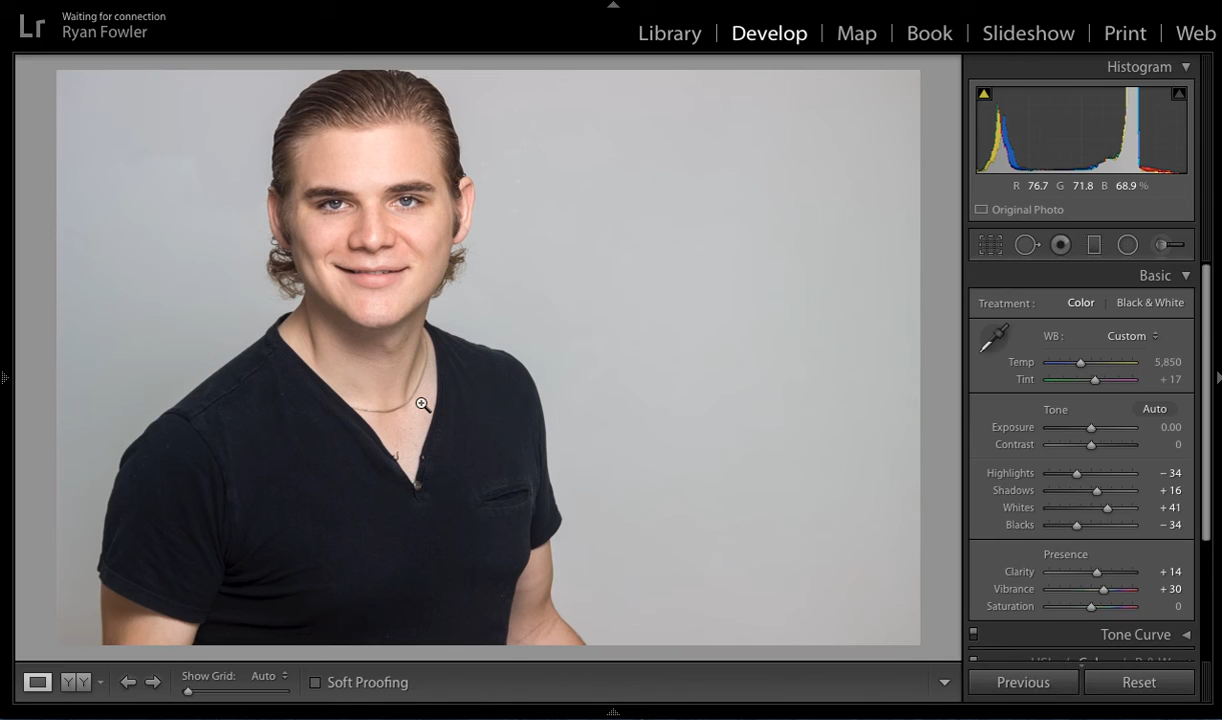 Lr
Waiting for connection
Ryan Fowler
Library | Develop | Map | Book | Slideshow | Print | Web
Histogram
R 76.7 G 71.8 B 68.9 %
Original Photo
Basic
Treatment : Color | Black & White
WB : Custom
Temp 5,850
Tint + 17
Tone Auto
Exposure 0.00
Contrast 0
Highlights − 34
Shadows + 16
Whites + 41
Blacks − 34
Presence
Clarity + 14
Vibrance + 30
Saturation 0
Tone Curve
Y Y
Show Grid: Auto
Soft Proofing
Previous
Reset